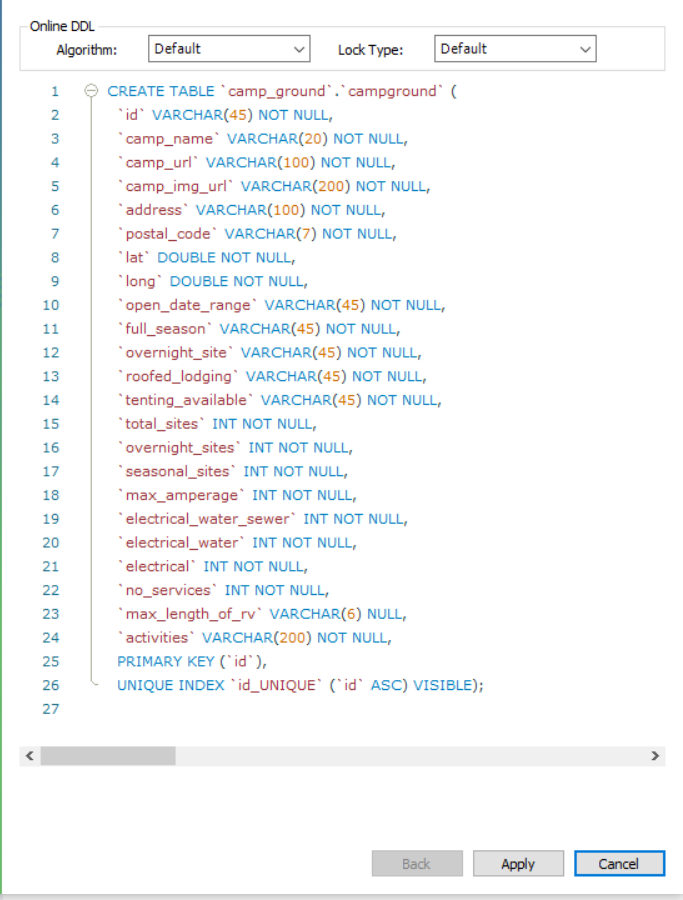 Online DDL
Algorithm: Default Lock Type: Default
1 CREATE TABLE `camp_ground`.`campground` (
2 `id` VARCHAR(45) NOT NULL,
3 `camp_name` VARCHAR(20) NOT NULL,
4 `camp_url` VARCHAR(100) NOT NULL,
5 `camp_img_url` VARCHAR(200) NOT NULL,
6 `address` VARCHAR(100) NOT NULL,
7 `postal_code` VARCHAR(7) NOT NULL,
8 `lat` DOUBLE NOT NULL,
9 `long` DOUBLE NOT NULL,
10 `open_date_range` VARCHAR(45) NOT NULL,
11 `full_season` VARCHAR(45) NOT NULL,
12 `overnight_site` VARCHAR(45) NOT NULL,
13 `roofed_lodging` VARCHAR(45) NOT NULL,
14 `tenting_available` VARCHAR(45) NOT NULL,
15 `total_sites` INT NOT NULL,
16 `overnight_sites` INT NOT NULL,
17 `seasonal_sites` INT NOT NULL,
18 `max_amperage` INT NOT NULL,
19 `electrical_water_sewer` INT NOT NULL,
20 `electrical_water` INT NOT NULL,
21 `electrical` INT NOT NULL,
22 `no_services` INT NOT NULL,
23 `max_length_of_rv` VARCHAR(6) NULL,
24 `activities` VARCHAR(200) NOT NULL,
25 PRIMARY KEY (`id`),
26 UNIQUE INDEX `id_UNIQUE` (`id` ASC) VISIBLE);
27
Back Apply Cancel